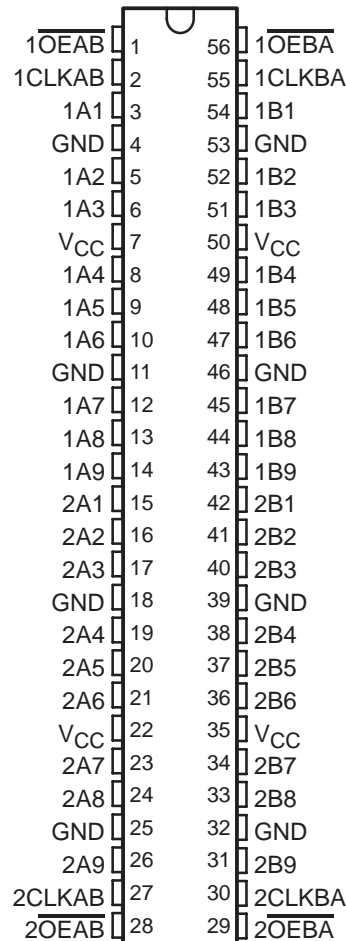 1OEAB 1 56 1OEBA
1CLKAB 2 55 1CLKBA
1A1 3 54 1B1
GND 4 53 GND
1A2 5 52 1B2
1A3 6 51 1B3
VCC 7 50 VCC
1A4 8 49 1B4
1A5 9 48 1B5
1A6 10 47 1B6
GND 11 46 GND
1A7 12 45 1B7
1A8 13 44 1B8
1A9 14 43 1B9
2A1 15 42 2B1
2A2 16 41 2B2
2A3 17 40 2B3
GND 18 39 GND
2A4 19 38 2B4
2A5 20 37 2B5
2A6 21 36 2B6
VCC 22 35 VCC
2A7 23 34 2B7
2A8 24 33 2B8
GND 25 32 GND
2A9 26 31 2B9
2CLKAB 27 30 2CLKBA
2OEAB 28 29 2OEBA